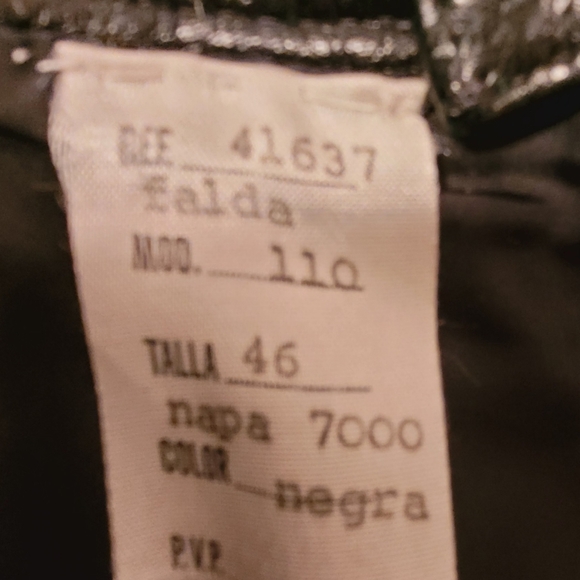 REF. 41637
falda
MOD. 110
TALLA 46
napa 7000
COLOR negra
P.V.P.